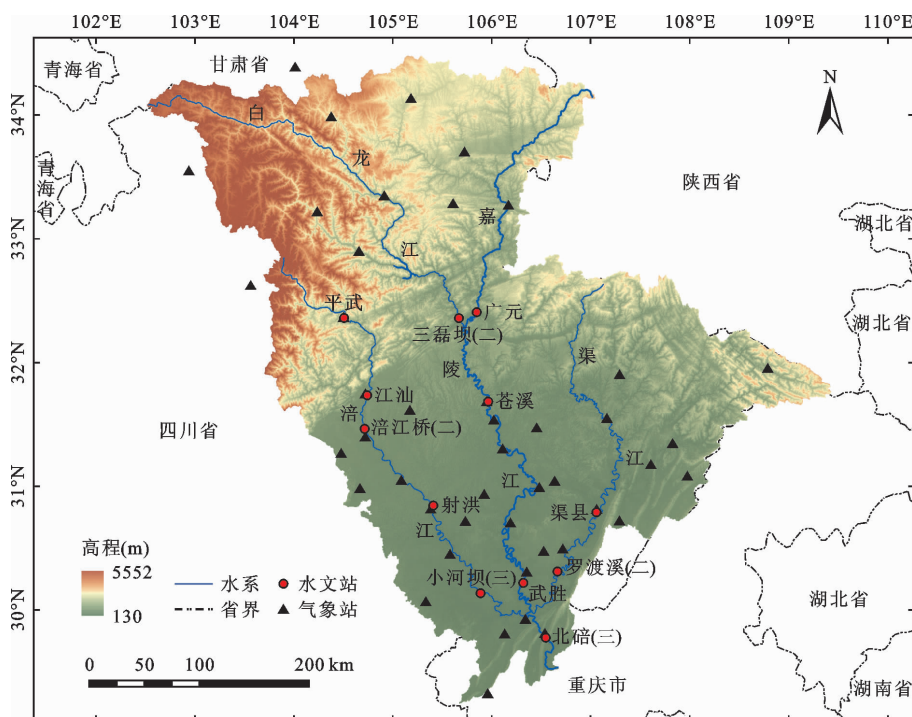 102°E 103°E 104°E 105°E 106°E 107°E 108°E 109°E 110°E
34°N
33°N
32°N
31°N
30°N
青海省
甘肃省
青海省
陕西省
湖北省
湖北省
湖北省
湖南省
四川省
重庆市
N
白
龙
江
嘉
陵
江
渠
江
涪
江
平武
广元
三磊坝(二)
江汕
苍溪
涪江桥(二)
射洪
渠县
小河坝(三)
武胜
罗渡溪(二)
北碚(三)
高程(m)
5552
130
水系
水文站
省界
气象站
0 50 100 200 km